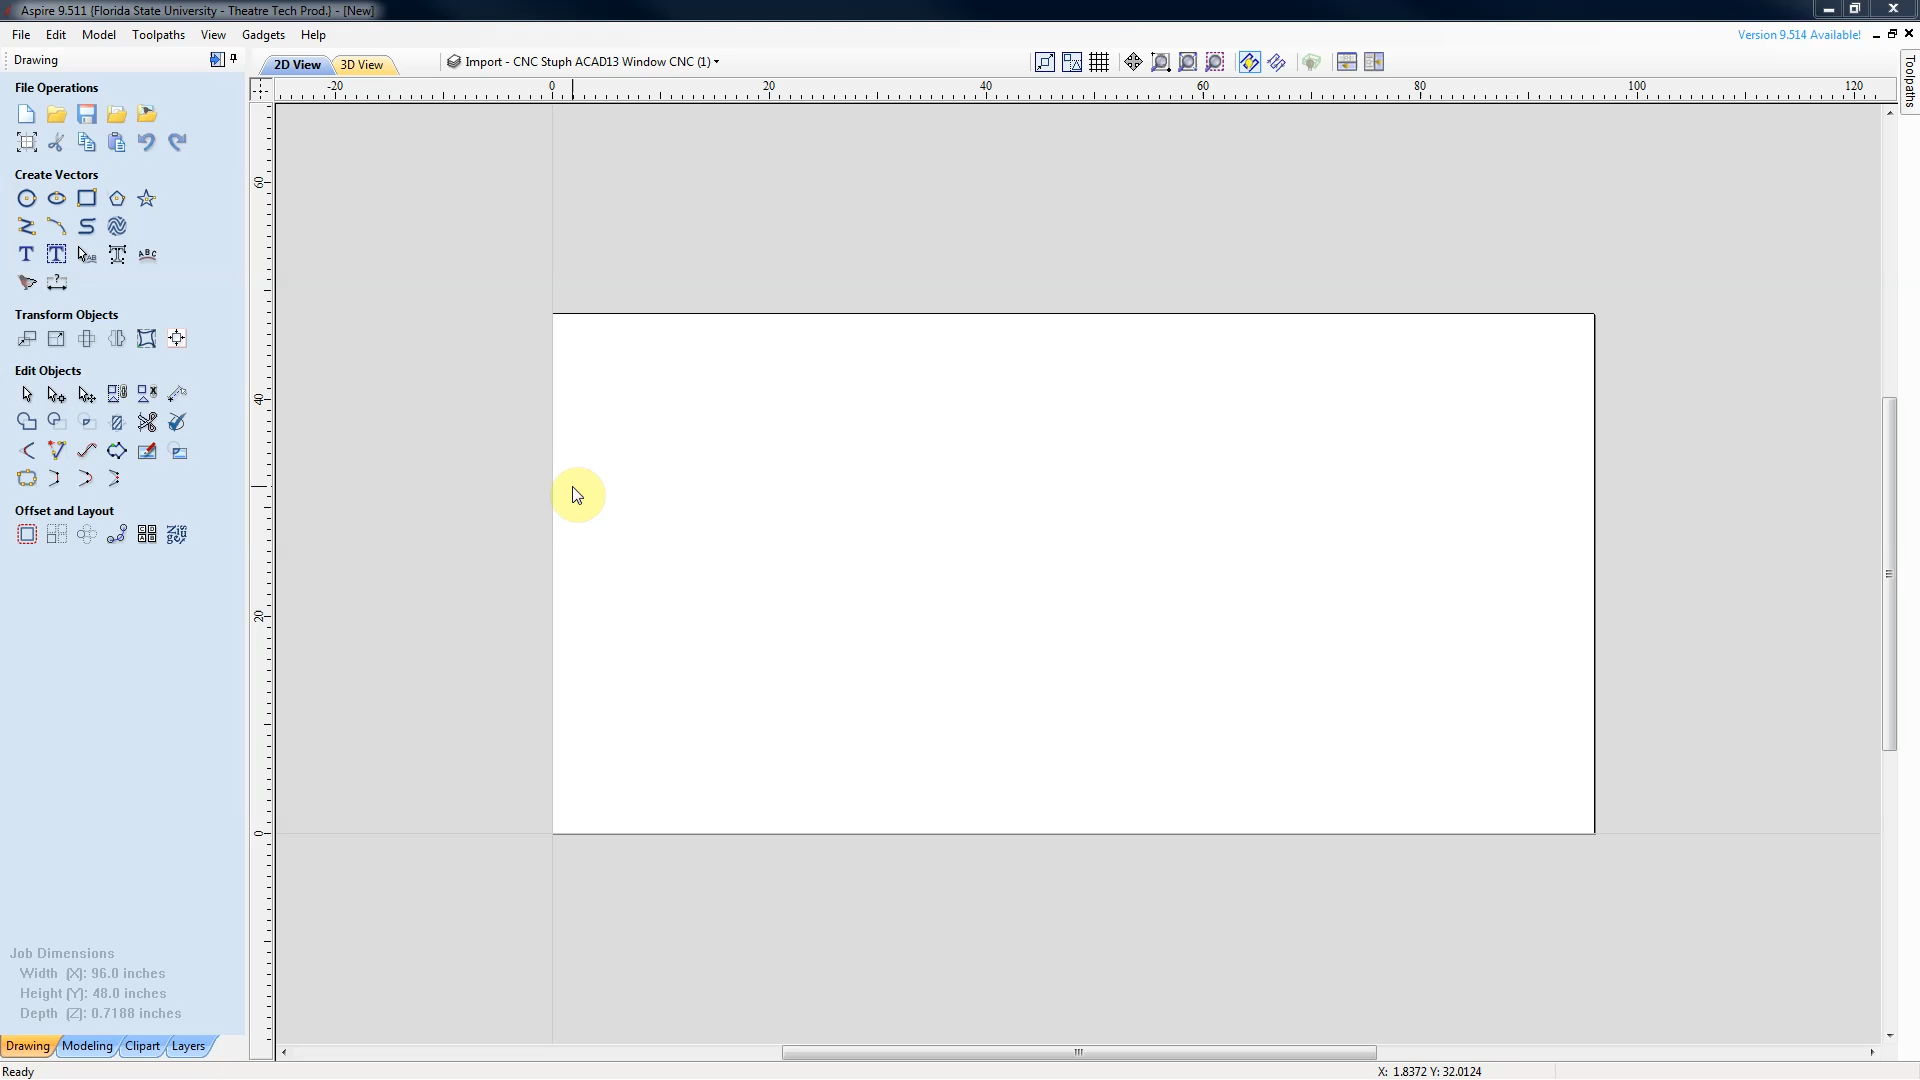 Aspire 9.511 {Florida State University - Theatre Tech Prod.} - [New]
File Edit Model Toolpaths View Gadgets Help
Version 9.514 Available!
Drawing
2D View
3D View
Import - CNC Stuph ACAD13 Window CNC (1)
Toolpaths
File Operations
-20 0 20 40 60 80 100 120
60
40
20
0
Create Vectors
Transform Objects
Edit Objects
Offset and Layout
Job Dimensions
Width (X): 96.0 inches
Height (Y): 48.0 inches
Depth (Z): 0.7188 inches
Drawing Modeling Clipart Layers
Ready
X: 1.8372 Y: 32.0124